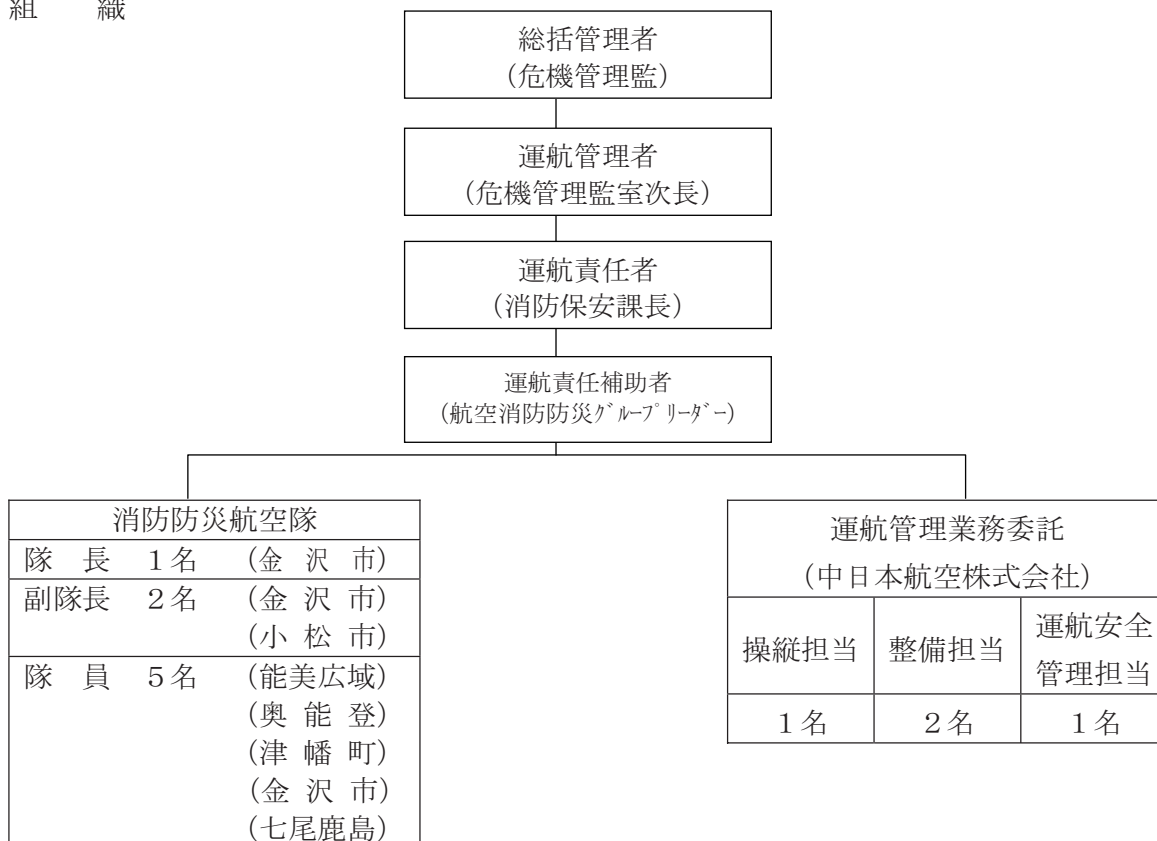 組　　織
総括管理者
（危機管理監）
運航管理者
（危機管理監室次長）
運航責任者
（消防保安課長）
運航責任補助者
（航空消防防災ｸﾞﾙｰﾌﾟﾘｰﾀﾞｰ）
消防防災航空隊
隊　長　１名　（金 沢 市）
副隊長　２名　（金 沢 市）
（小 松 市）
隊　員　５名　（能美広域）
（奥 能 登）
（津 幡 町）
（金 沢 市）
（七尾鹿島）
運航管理業務委託
（中日本航空株式会社）
操縦担当　整備担当　運航安全
管理担当
１名　２名　１名